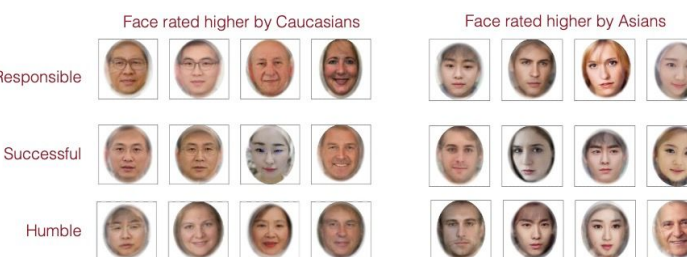 Face rated higher by Caucasians
Face rated higher by Asians
Responsible
Successful
Humble